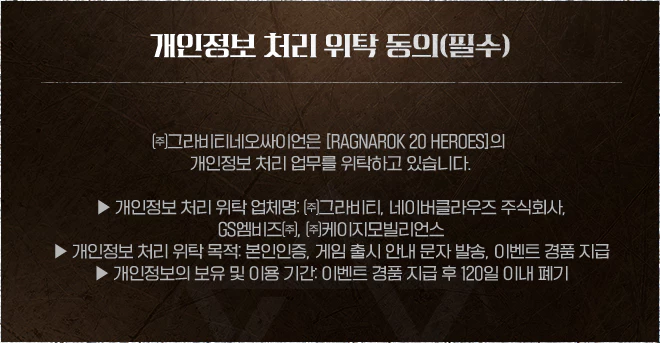 개인정보 처리 위탁 동의(필수)
㈜그라비티네오싸이언은 [RAGNAROK 20 HEROES]의
개인정보 처리 업무를 위탁하고 있습니다.
▶ 개인정보 처리 위탁 업체명: ㈜그라비티, 네이버클라우즈 주식회사,
GS엠비즈㈜, ㈜케이지모빌리언스
▶ 개인정보 처리 위탁 목적: 본인인증, 게임 출시 안내 문자 발송, 이벤트 경품 지급
▶ 개인정보의 보유 및 이용 기간: 이벤트 경품 지급 후 120일 이내 폐기